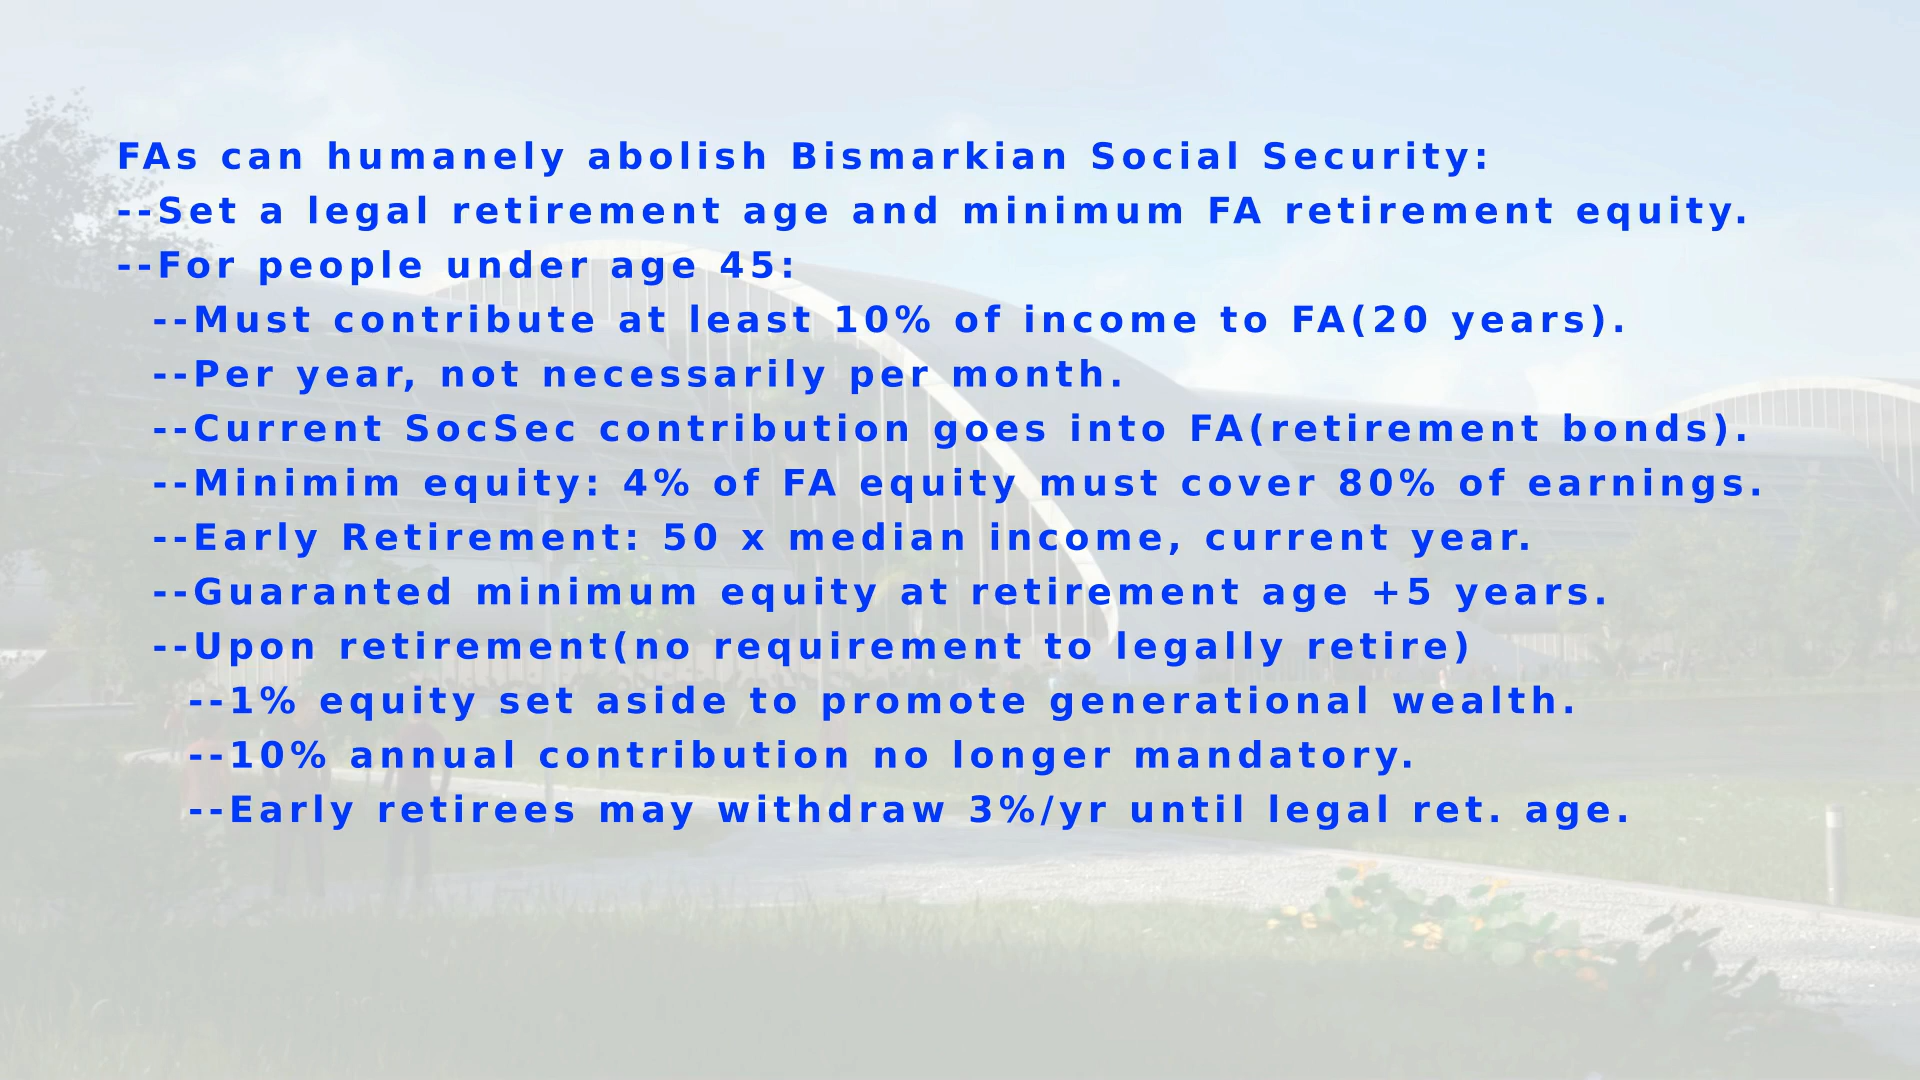 FAs can humanely abolish Bismarkian Social Security:
--Set a legal retirement age and minimum FA retirement equity.
--For people under age 45:
--Must contribute at least 10% of income to FA(20 years).
--Per year, not necessarily per month.
--Current SocSec contribution goes into FA(retirement bonds).
--Minimim equity: 4% of FA equity must cover 80% of earnings.
--Early Retirement: 50 x median income, current year.
--Guaranted minimum equity at retirement age +5 years.
--Upon retirement(no requirement to legally retire)
--1% equity set aside to promote generational wealth.
--10% annual contribution no longer mandatory.
--Early retirees may withdraw 3%/yr until legal ret. age.